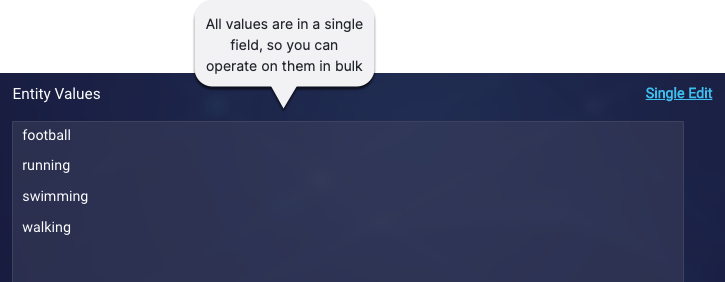 All values are in a single
field, so you can
operate on them in bulk
Entity Values
Single Edit
football
running
swimming
walking